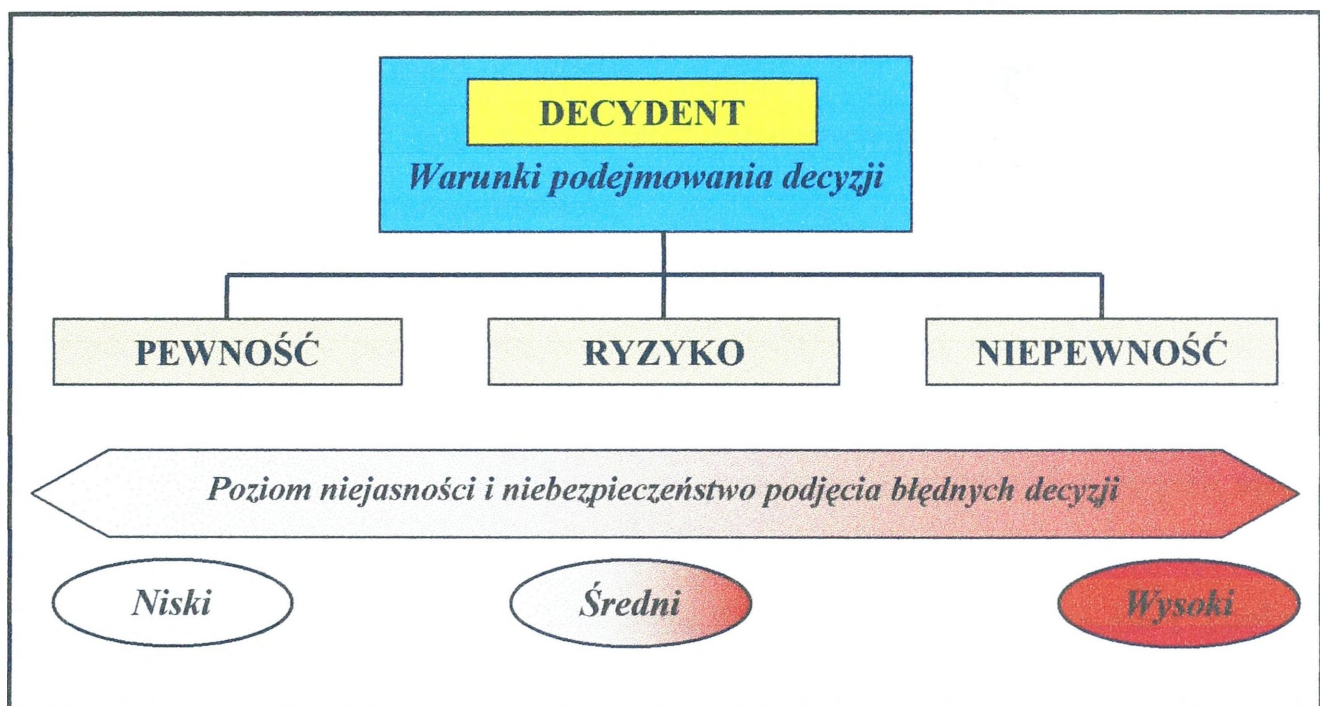 DECYDENT
Warunki podejmowania decyzji
PEWNOŚĆ
RYZYKO
NIEPEWNOŚĆ
Poziom niejasności i niebezpieczeństwo podjęcia błędnych decyzji
Niski
Średni
Wysoki